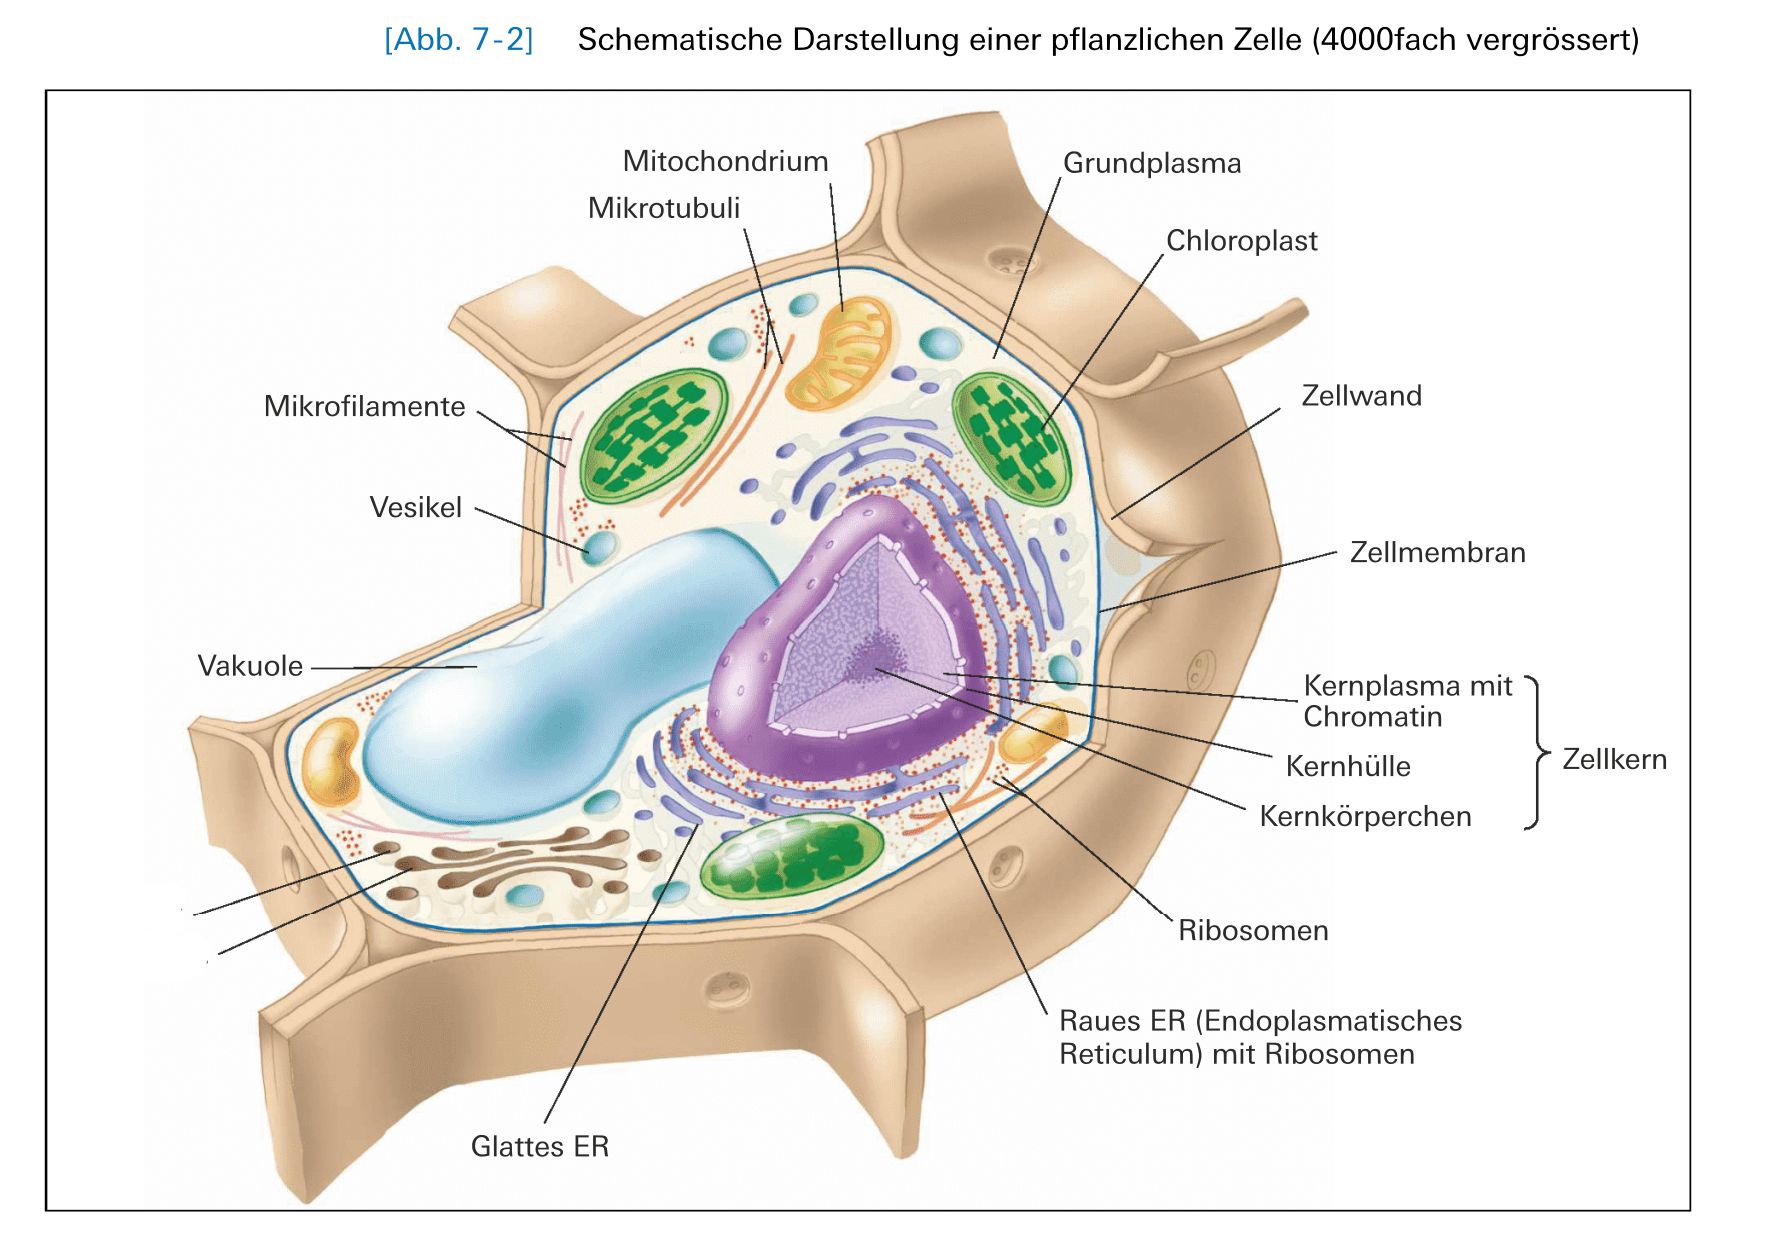 [Abb. 7-2] Schematische Darstellung einer pflanzlichen Zelle (4000fach vergrössert)
Mitochondrium
Grundplasma
Mikrotubuli
Chloroplast
Zellwand
Mikrofilamente
Vesikel
Zellmembran
Vakuole
Kernplasma mit
Chromatin
Kernhülle
Zellkern
Kernkörperchen
Ribosomen
Raues ER (Endoplasmatisches
Reticulum) mit Ribosomen
Glattes ER